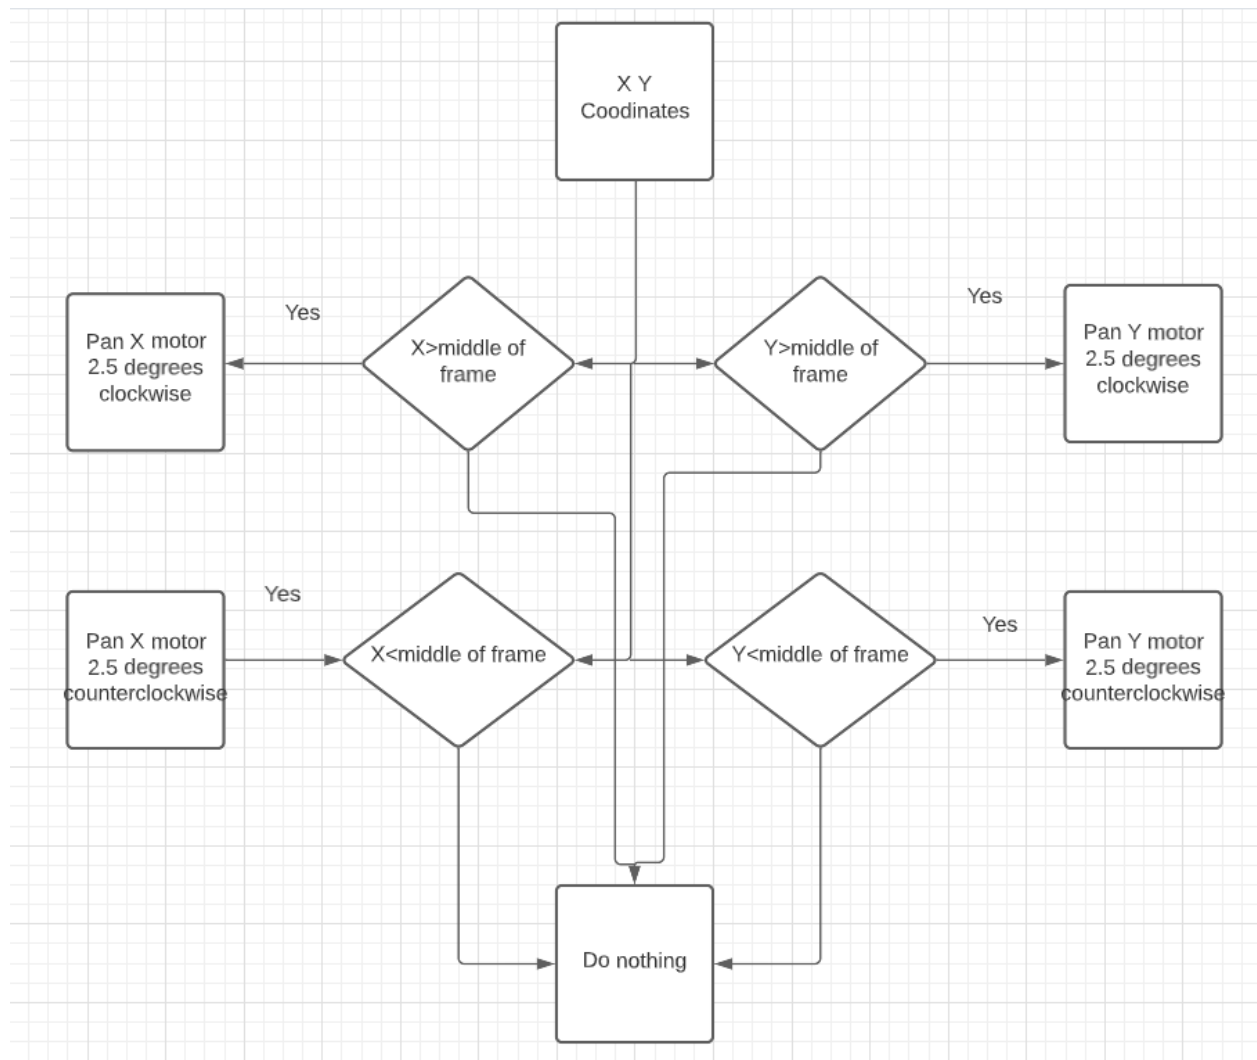 X Y
Coodinates
Yes
Yes
Pan X motor
2.5 degrees
clockwise
X>middle of
frame
Y>middle of
frame
Pan Y motor
2.5 degrees
clockwise
Yes
Yes
Pan X motor
2.5 degrees
counterclockwise
X<middle of frame
Y<middle of frame
Pan Y motor
2.5 degrees
counterclockwise
Do nothing